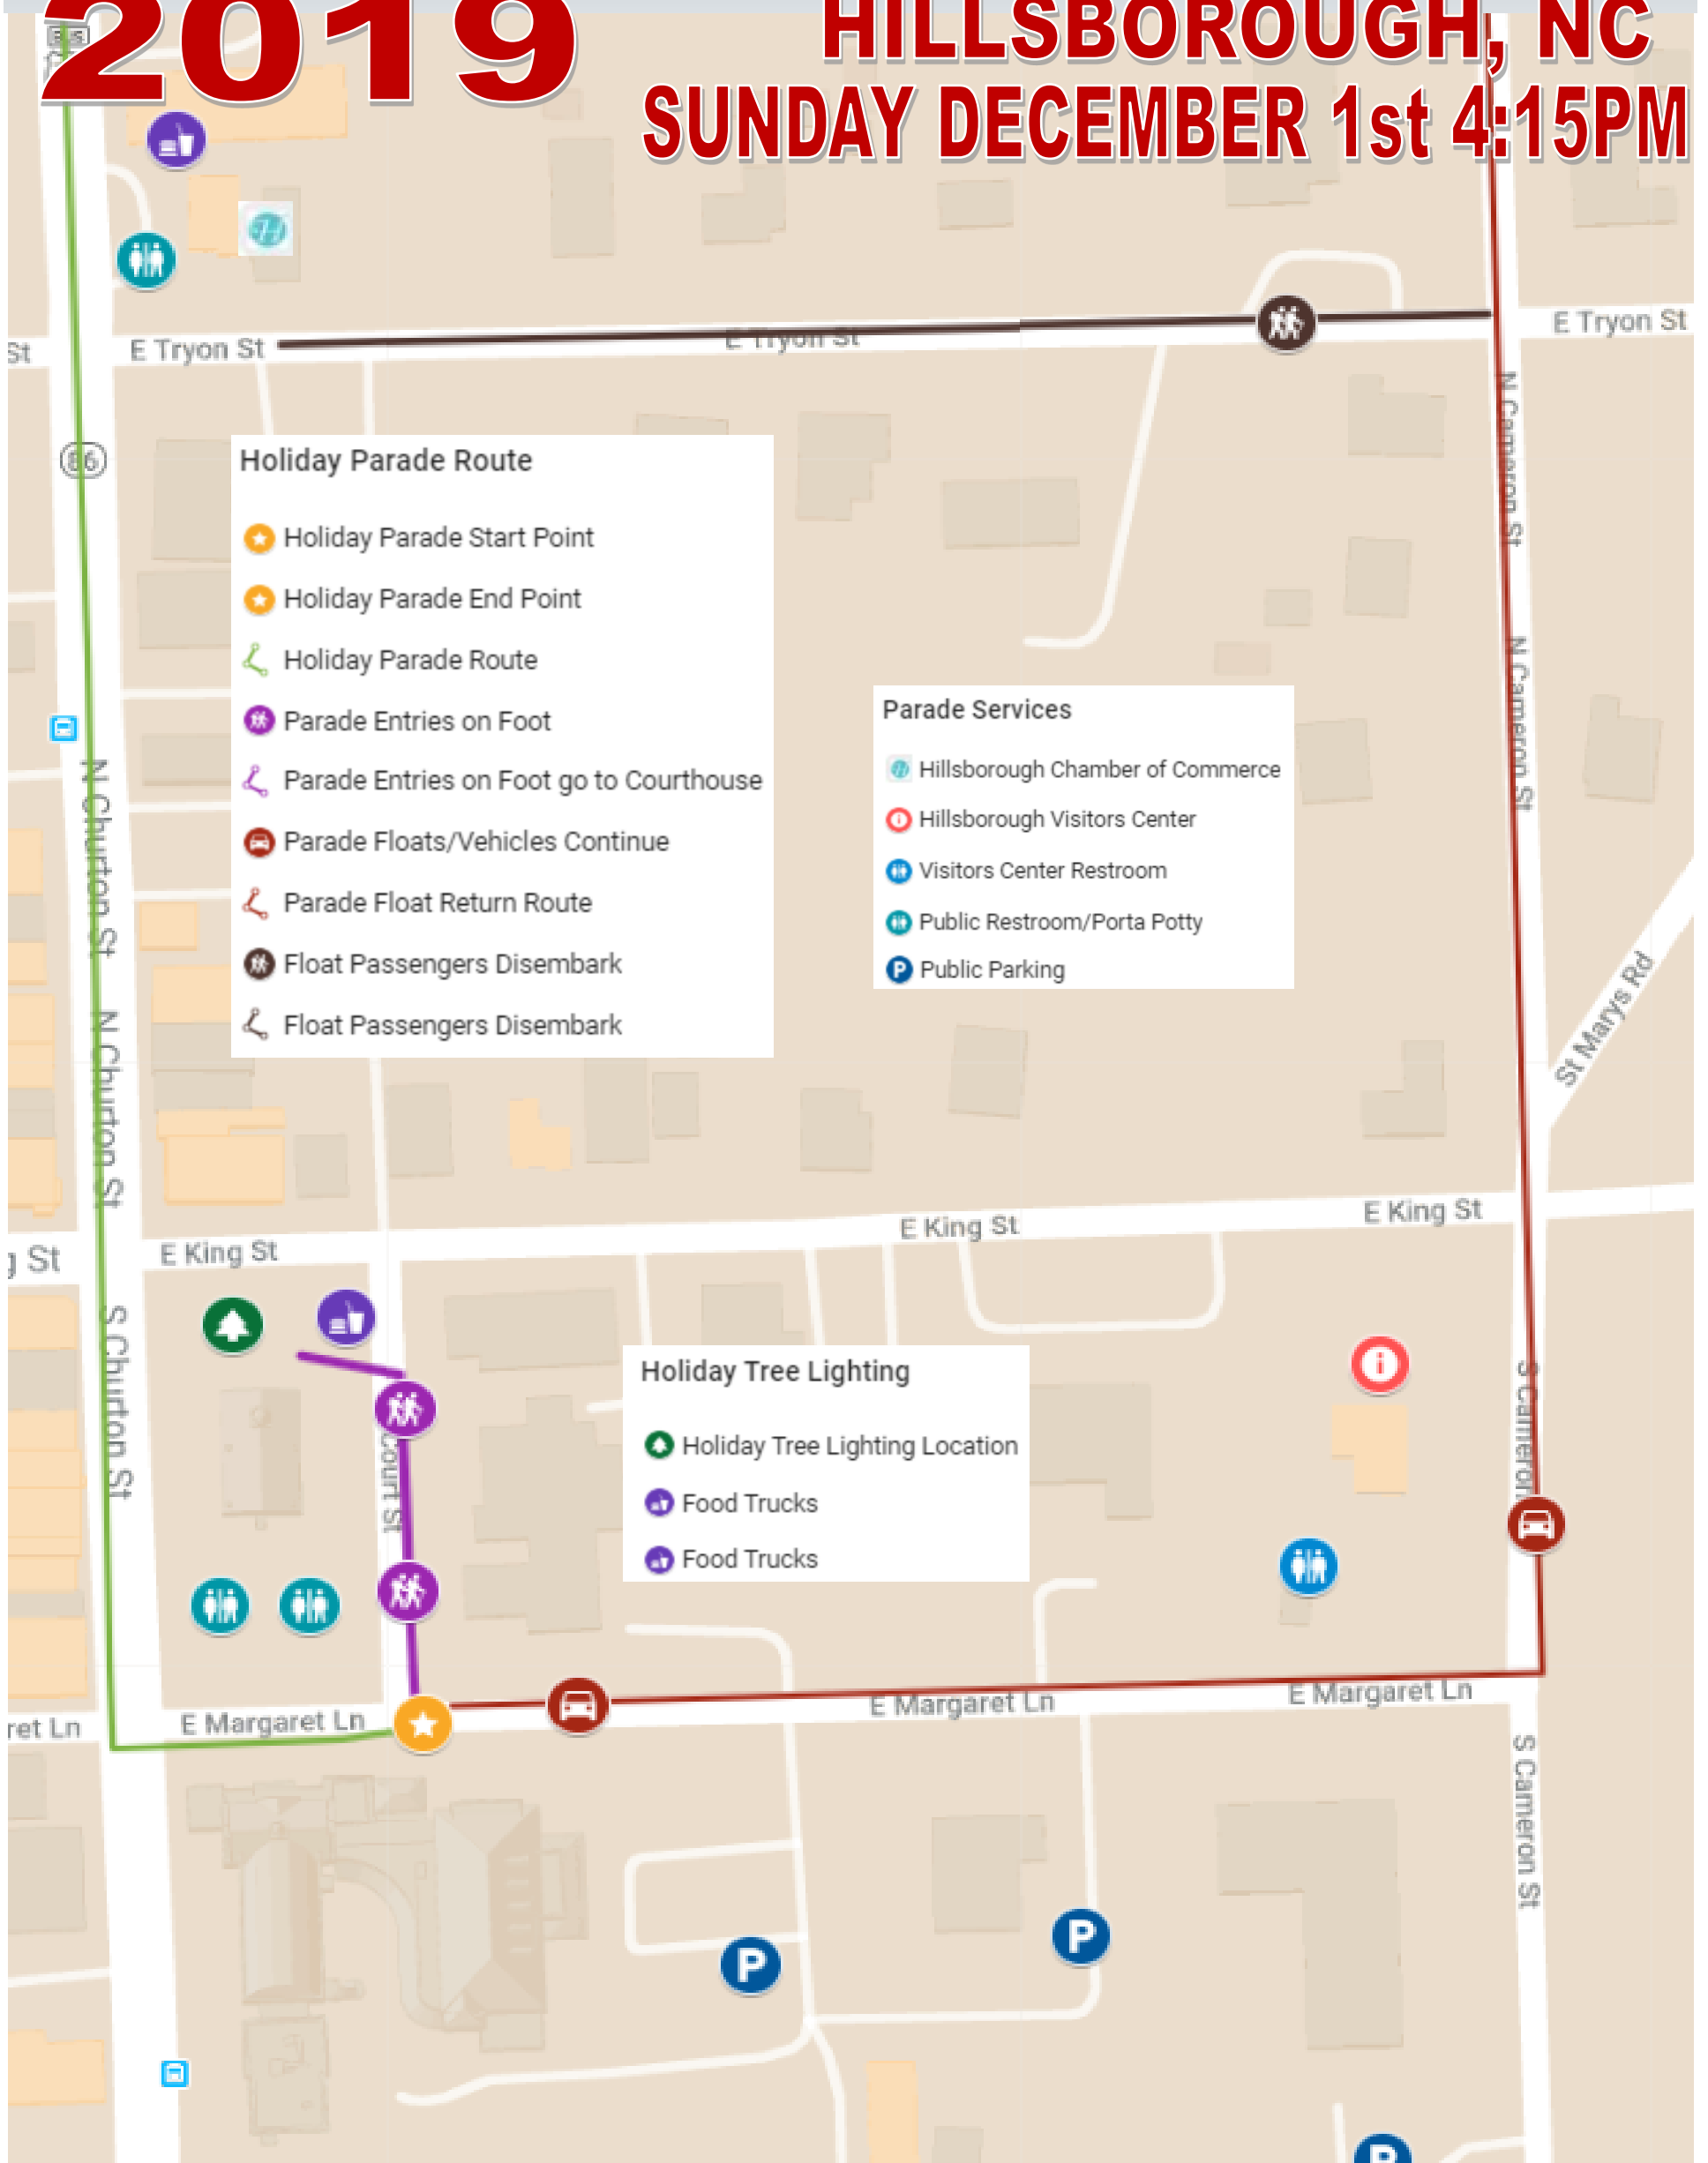 2019
HILLSBOROUGH, NC
SUNDAY DECEMBER 1st 4:15PM
E Tryon St
E Tryon St
E Tryon St
St
86
N Cameron St
N Cameron St
Holiday Parade Route
Holiday Parade Start Point
Holiday Parade End Point
Holiday Parade Route
Parade Entries on Foot
Parade Entries on Foot go to Courthouse
Parade Floats/Vehicles Continue
Parade Float Return Route
Float Passengers Disembark
Float Passengers Disembark
Parade Services
Hillsborough Chamber of Commerce
Hillsborough Visitors Center
Visitors Center Restroom
Public Restroom/Porta Potty
P Public Parking
N Churton St
N Churton St
St Marys Rd
E King St
E King St
E King St
g St
S Churton St
Court St
S Cameron
Holiday Tree Lighting
Holiday Tree Lighting Location
Food Trucks
Food Trucks
E Margaret Ln
E Margaret Ln
E Margaret Ln
ret Ln
S Cameron St
P
P
P